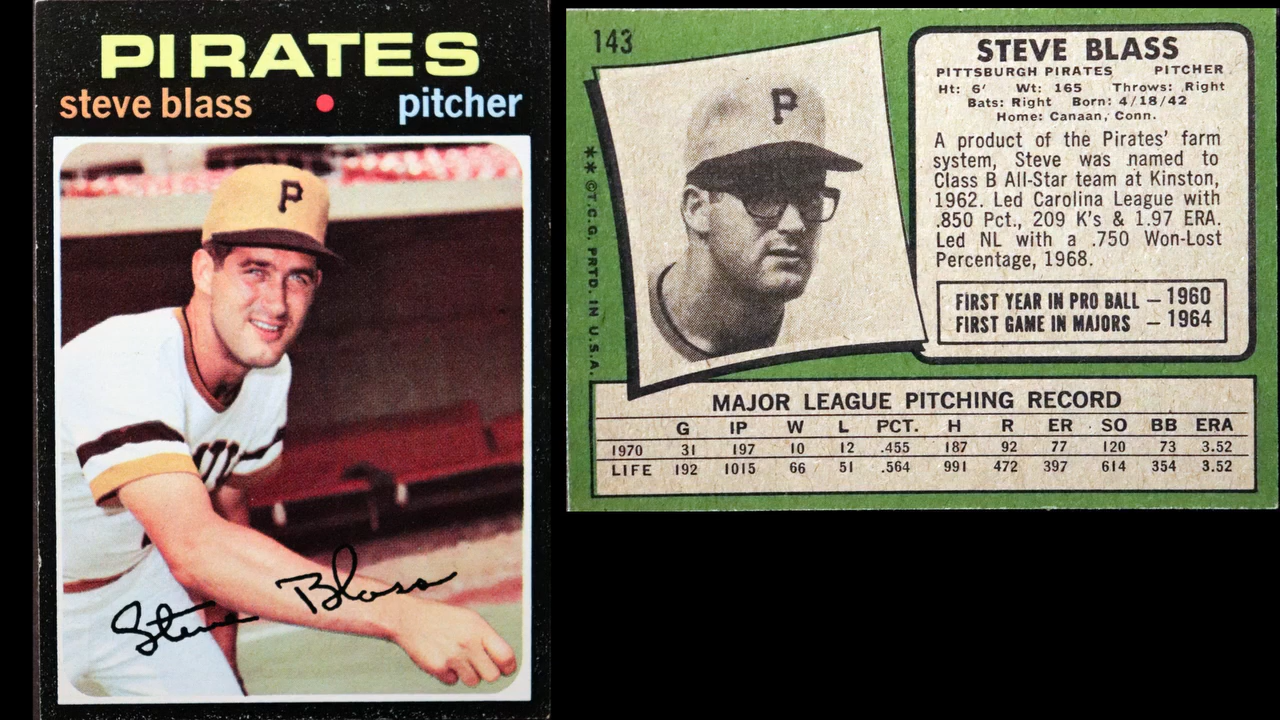 PIRATES
steve blass • pitcher
P
Steve Blass
143
P
** ©T.C.G. PRTD. IN U.S.A.
STEVE BLASS
PITTSBURGH PIRATES PITCHER
Ht: 6' Wt: 165 Throws: Right
Bats: Right Born: 4/18/42
Home: Canaan, Conn.
A product of the Pirates' farm
system, Steve was named to
Class B All-Star team at Kinston,
1962. Led Carolina League with
.850 Pct., 209 K's & 1.97 ERA.
Led NL with a .750 Won-Lost
Percentage, 1968.
FIRST YEAR IN PRO BALL — 1960
FIRST GAME IN MAJORS — 1964
MAJOR LEAGUE PITCHING RECORD
G IP W L PCT. H R ER SO BB ERA
1970 31 197 10 12 .455 187 92 77 120 73 3.52
LIFE 192 1015 66 51 .564 991 472 397 614 354 3.52